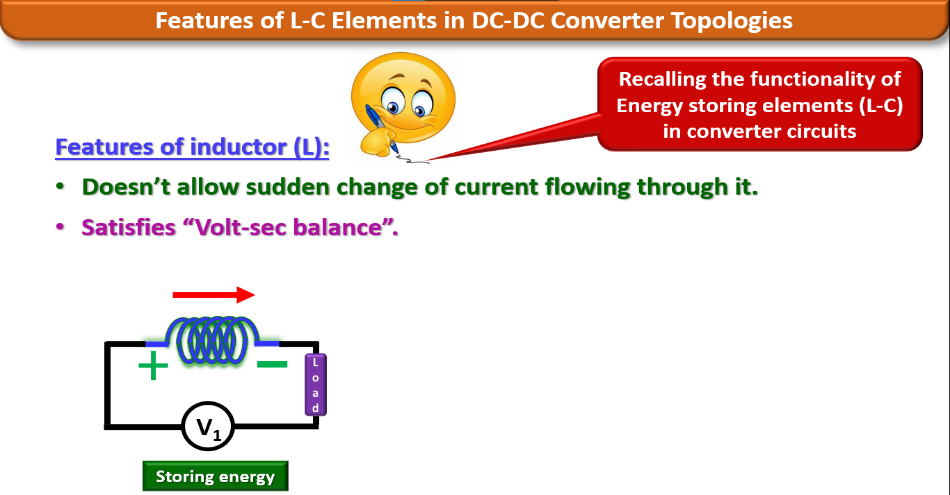 Features of L-C Elements in DC-DC Converter Topologies
Recalling the functionality of
Energy storing elements (L-C)
in converter circuits
Features of inductor (L):
• Doesn’t allow sudden change of current flowing through it.
• Satisfies “Volt-sec balance”.
+ −
Load
V₁
Storing energy